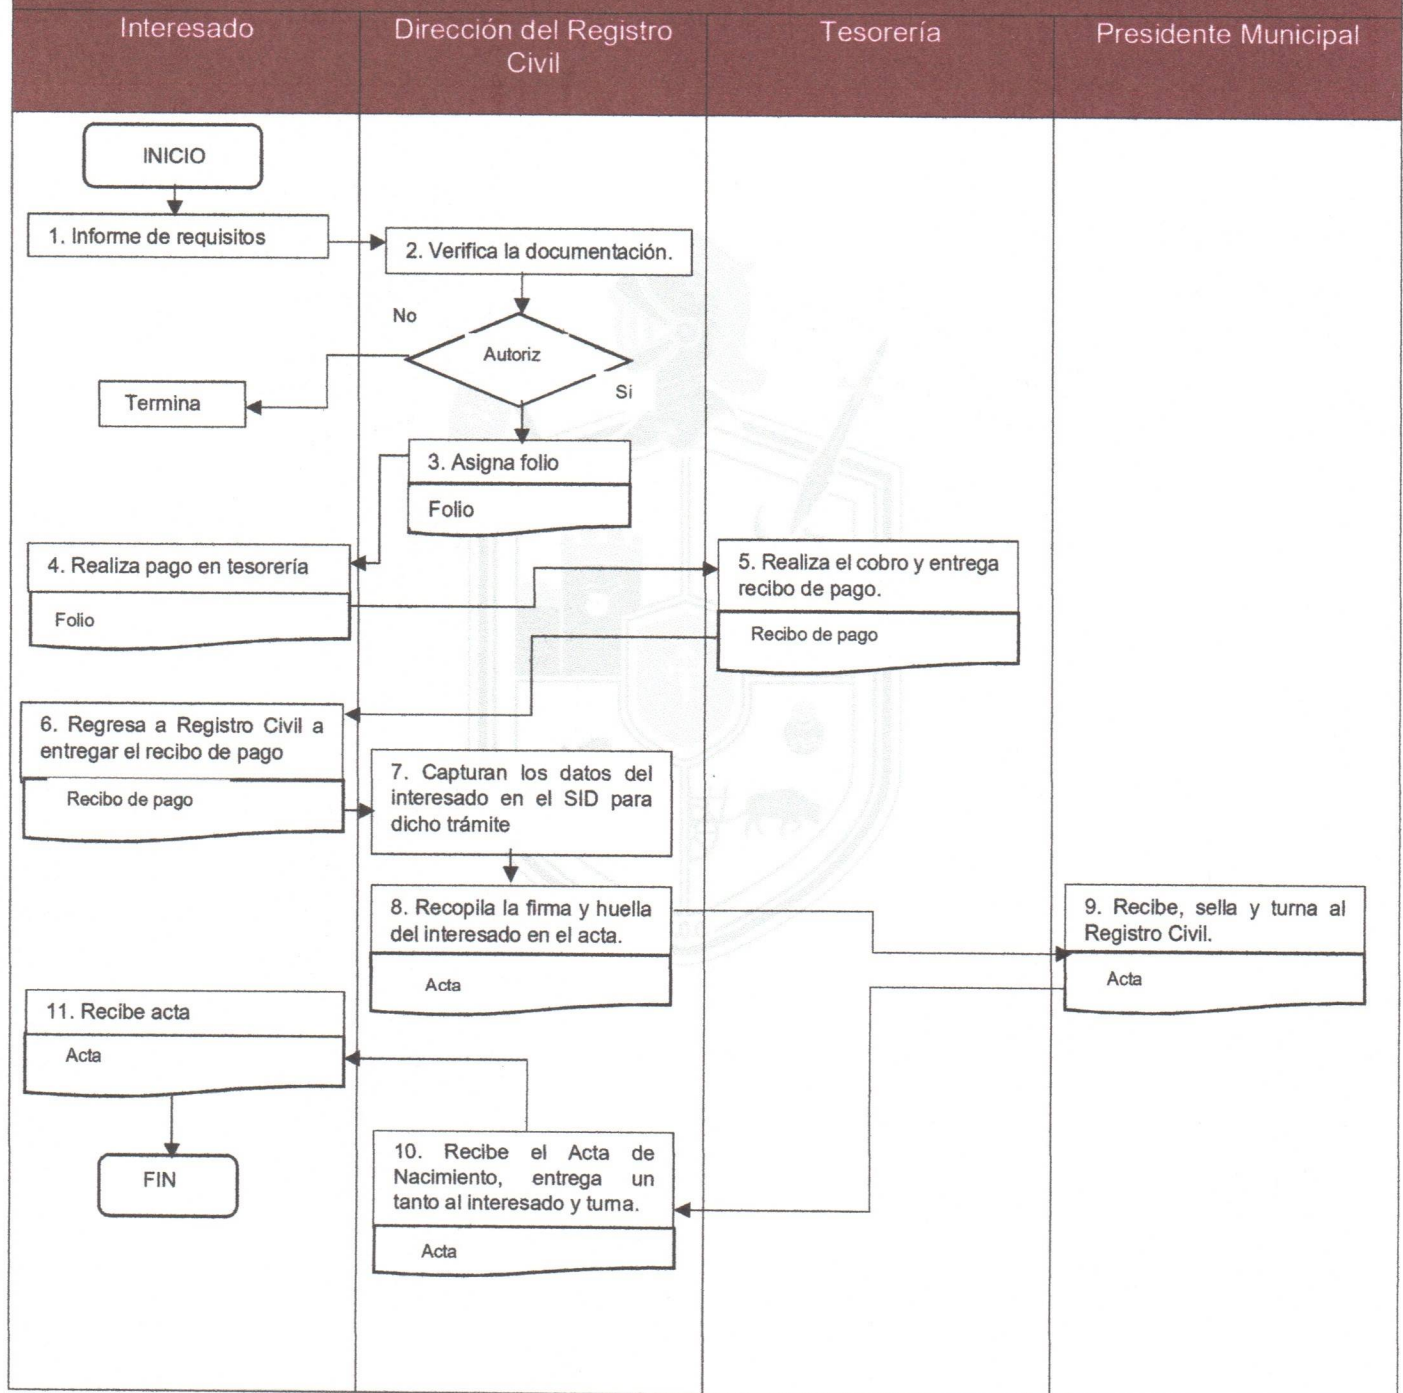 Interesado
Dirección del Registro
Civil
Tesorería
Presidente Municipal
INICIO
1. Informe de requisitos
2. Verifica la documentación.
No
Autoriz
Si
Termina
3. Asigna folio
Folio
4. Realiza pago en tesorería
Folio
5. Realiza el cobro y entrega
recibo de pago.
Recibo de pago
6. Regresa a Registro Civil a
entregar el recibo de pago
Recibo de pago
7. Capturan los datos del
interesado en el SID para
dicho trámite
8. Recopila la firma y huella
del interesado en el acta.
Acta
9. Recibe, sella y turna al
Registro Civil.
Acta
10. Recibe el Acta de
Nacimiento, entrega un
tanto al interesado y turna.
Acta
11. Recibe acta
Acta
FIN